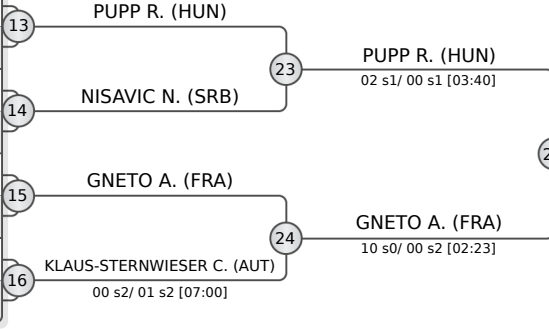 13
PUPP R. (HUN)
23
PUPP R. (HUN)
02 s1/ 00 s1 [03:40]
14
NISAVIC N. (SRB)
15
GNETO A. (FRA)
24
GNETO A. (FRA)
10 s0/ 00 s2 [02:23]
16
KLAUS-STERNWIESER C. (AUT)
00 s2/ 01 s2 [07:00]